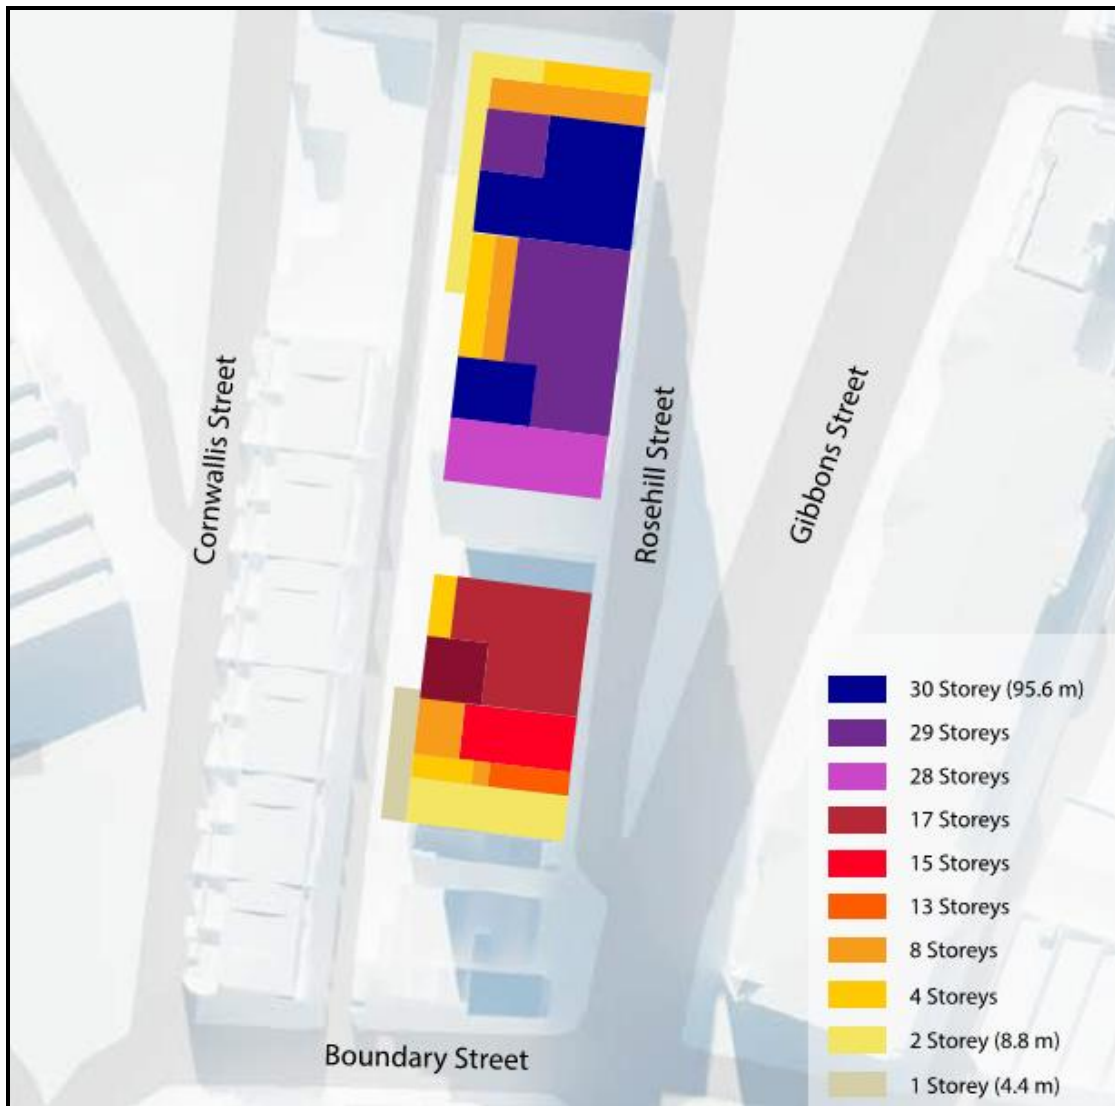 Cornwallis Street
Rosehill Street
Gibbons Street
Boundary Street
30 Storey (95.6 m)
29 Storeys
28 Storeys
17 Storeys
15 Storeys
13 Storeys
8 Storeys
4 Storeys
2 Storey (8.8 m)
1 Storey (4.4 m)